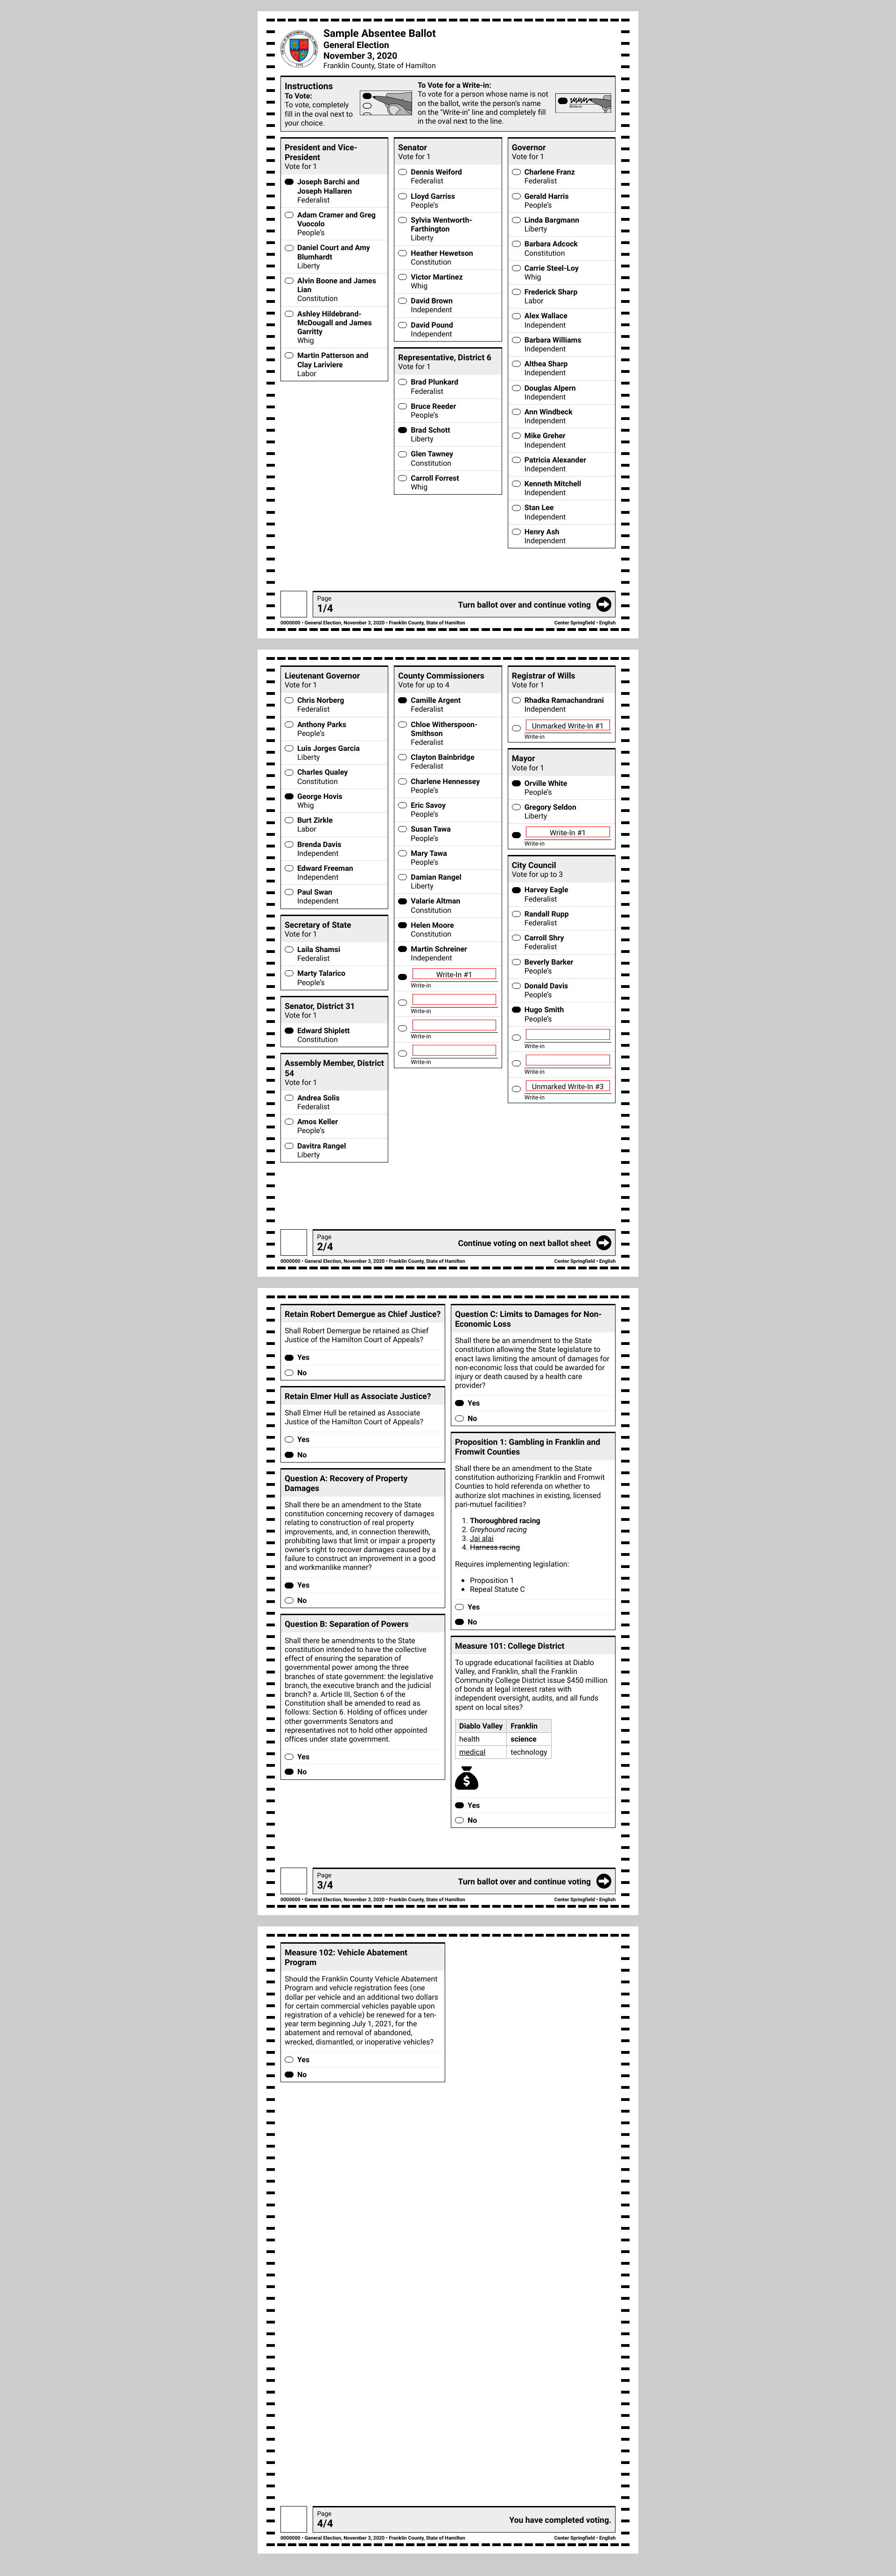 Sample Absentee Ballot
General Election
November 3, 2020
Franklin County, State of Hamilton
Instructions
To Vote:
To vote, completely
fill in the oval next to
your choice.
To Vote for a Write-in:
To vote for a person whose name is not
on the ballot, write the person's name
on the "Write-in" line and completely fill
in the oval next to the line.
Write-in
President and Vice-
President
Vote for 1
Joseph Barchi and
Joseph Hallaren
Federalist
Adam Cramer and Greg
Vuocolo
People's
Daniel Court and Amy
Blumhardt
Liberty
Alvin Boone and James
Lian
Constitution
Ashley Hildebrand-
McDougall and James
Garritty
Whig
Martin Patterson and
Clay Lariviere
Labor
Senator
Vote for 1
Dennis Weiford
Federalist
Lloyd Garriss
People's
Sylvia Wentworth-
Farthington
Liberty
Heather Hewetson
Constitution
Victor Martinez
Whig
David Brown
Independent
David Pound
Independent
Representative, District 6
Vote for 1
Brad Plunkard
Federalist
Bruce Reeder
People's
Brad Schott
Liberty
Glen Tawney
Constitution
Carroll Forrest
Whig
Governor
Vote for 1
Charlene Franz
Federalist
Gerald Harris
People's
Linda Bargmann
Liberty
Barbara Adcock
Constitution
Carrie Steel-Loy
Whig
Frederick Sharp
Labor
Alex Wallace
Independent
Barbara Williams
Independent
Althea Sharp
Independent
Douglas Alpern
Independent
Ann Windbeck
Independent
Mike Greher
Independent
Patricia Alexander
Independent
Kenneth Mitchell
Independent
Stan Lee
Independent
Henry Ash
Independent
Page
1/4
Turn ballot over and continue voting
0000000 • General Election, November 3, 2020 • Franklin County, State of Hamilton
Center Springfield • English
Lieutenant Governor
Vote for 1
Chris Norberg
Federalist
Anthony Parks
People's
Luis Jorges Garcia
Liberty
Charles Qualey
Constitution
George Hovis
Whig
Burt Zirkle
Labor
Brenda Davis
Independent
Edward Freeman
Independent
Paul Swan
Independent
Secretary of State
Vote for 1
Laila Shamsi
Federalist
Marty Talarico
People's
Senator, District 31
Vote for 1
Edward Shiplett
Constitution
Assembly Member, District
54
Vote for 1
Andrea Solis
Federalist
Amos Keller
People's
Davitra Rangel
Liberty
County Commissioners
Vote for up to 4
Camille Argent
Federalist
Chloe Witherspoon-
Smithson
Federalist
Clayton Bainbridge
Federalist
Charlene Hennessey
People's
Eric Savoy
People's
Susan Tawa
People's
Mary Tawa
People's
Damian Rangel
Liberty
Valarie Altman
Constitution
Helen Moore
Constitution
Martin Schreiner
Independent
Write-In #1
Write-in
Write-in
Write-in
Write-in
Registrar of Wills
Vote for 1
Rhadka Ramachandrani
Independent
Unmarked Write-In #1
Write-in
Mayor
Vote for 1
Orville White
People's
Gregory Seldon
Liberty
Write-In #1
Write-in
City Council
Vote for up to 3
Harvey Eagle
Federalist
Randall Rupp
Federalist
Carroll Shry
Federalist
Beverly Barker
People's
Donald Davis
People's
Hugo Smith
People's
Write-in
Write-in
Unmarked Write-In #3
Write-in
Page
2/4
Continue voting on next ballot sheet
0000000 • General Election, November 3, 2020 • Franklin County, State of Hamilton
Center Springfield • English
Retain Robert Demergue as Chief Justice?
Shall Robert Demergue be retained as Chief
Justice of the Hamilton Court of Appeals?
Yes
No
Retain Elmer Hull as Associate Justice?
Shall Elmer Hull be retained as Associate
Justice of the Hamilton Court of Appeals?
Yes
No
Question A: Recovery of Property
Damages
Shall there be an amendment to the State
constitution concerning recovery of damages
relating to construction of real property
improvements, and, in connection therewith,
prohibiting laws that limit or impair a property
owner's right to recover damages caused by a
failure to construct an improvement in a good
and workmanlike manner?
Yes
No
Question B: Separation of Powers
Shall there be amendments to the State
constitution intended to have the collective
effect of ensuring the separation of
governmental power among the three
branches of state government: the legislative
branch, the executive branch and the judicial
branch? a. Article III, Section 6 of the
Constitution shall be amended to read as
follows: Section 6. Holding of offices under
other governments Senators and
representatives not to hold other appointed
offices under state government.
Yes
No
Question C: Limits to Damages for Non-
Economic Loss
Shall there be an amendment to the State
constitution allowing the State legislature to
enact laws limiting the amount of damages for
non-economic loss that could be awarded for
injury or death caused by a health care
provider?
Yes
No
Proposition 1: Gambling in Franklin and
Fromwit Counties
Shall there be an amendment to the State
constitution authorizing Franklin and Fromwit
Counties to hold referenda on whether to
authorize slot machines in existing, licensed
pari-mutuel facilities?
1. Thoroughbred racing
2. Greyhound racing
3. Jai alai
4. Harness racing
Requires implementing legislation:
• Proposition 1
• Repeal Statute C
Yes
No
Measure 101: College District
To upgrade educational facilities at Diablo
Valley, and Franklin, shall the Franklin
Community College District issue $450 million
of bonds at legal interest rates with
independent oversight, audits, and all funds
spent on local sites?
Diablo Valley Franklin
health science
medical technology
$
Yes
No
Page
3/4
Turn ballot over and continue voting
0000000 • General Election, November 3, 2020 • Franklin County, State of Hamilton
Center Springfield • English
Measure 102: Vehicle Abatement
Program
Should the Franklin County Vehicle Abatement
Program and vehicle registration fees (one
dollar per vehicle and an additional two dollars
for certain commercial vehicles payable upon
registration of a vehicle) be renewed for a ten-
year term beginning July 1, 2021, for the
abatement and removal of abandoned,
wrecked, dismantled, or inoperative vehicles?
Yes
No
Page
4/4
You have completed voting.
0000000 • General Election, November 3, 2020 • Franklin County, State of Hamilton
Center Springfield • English